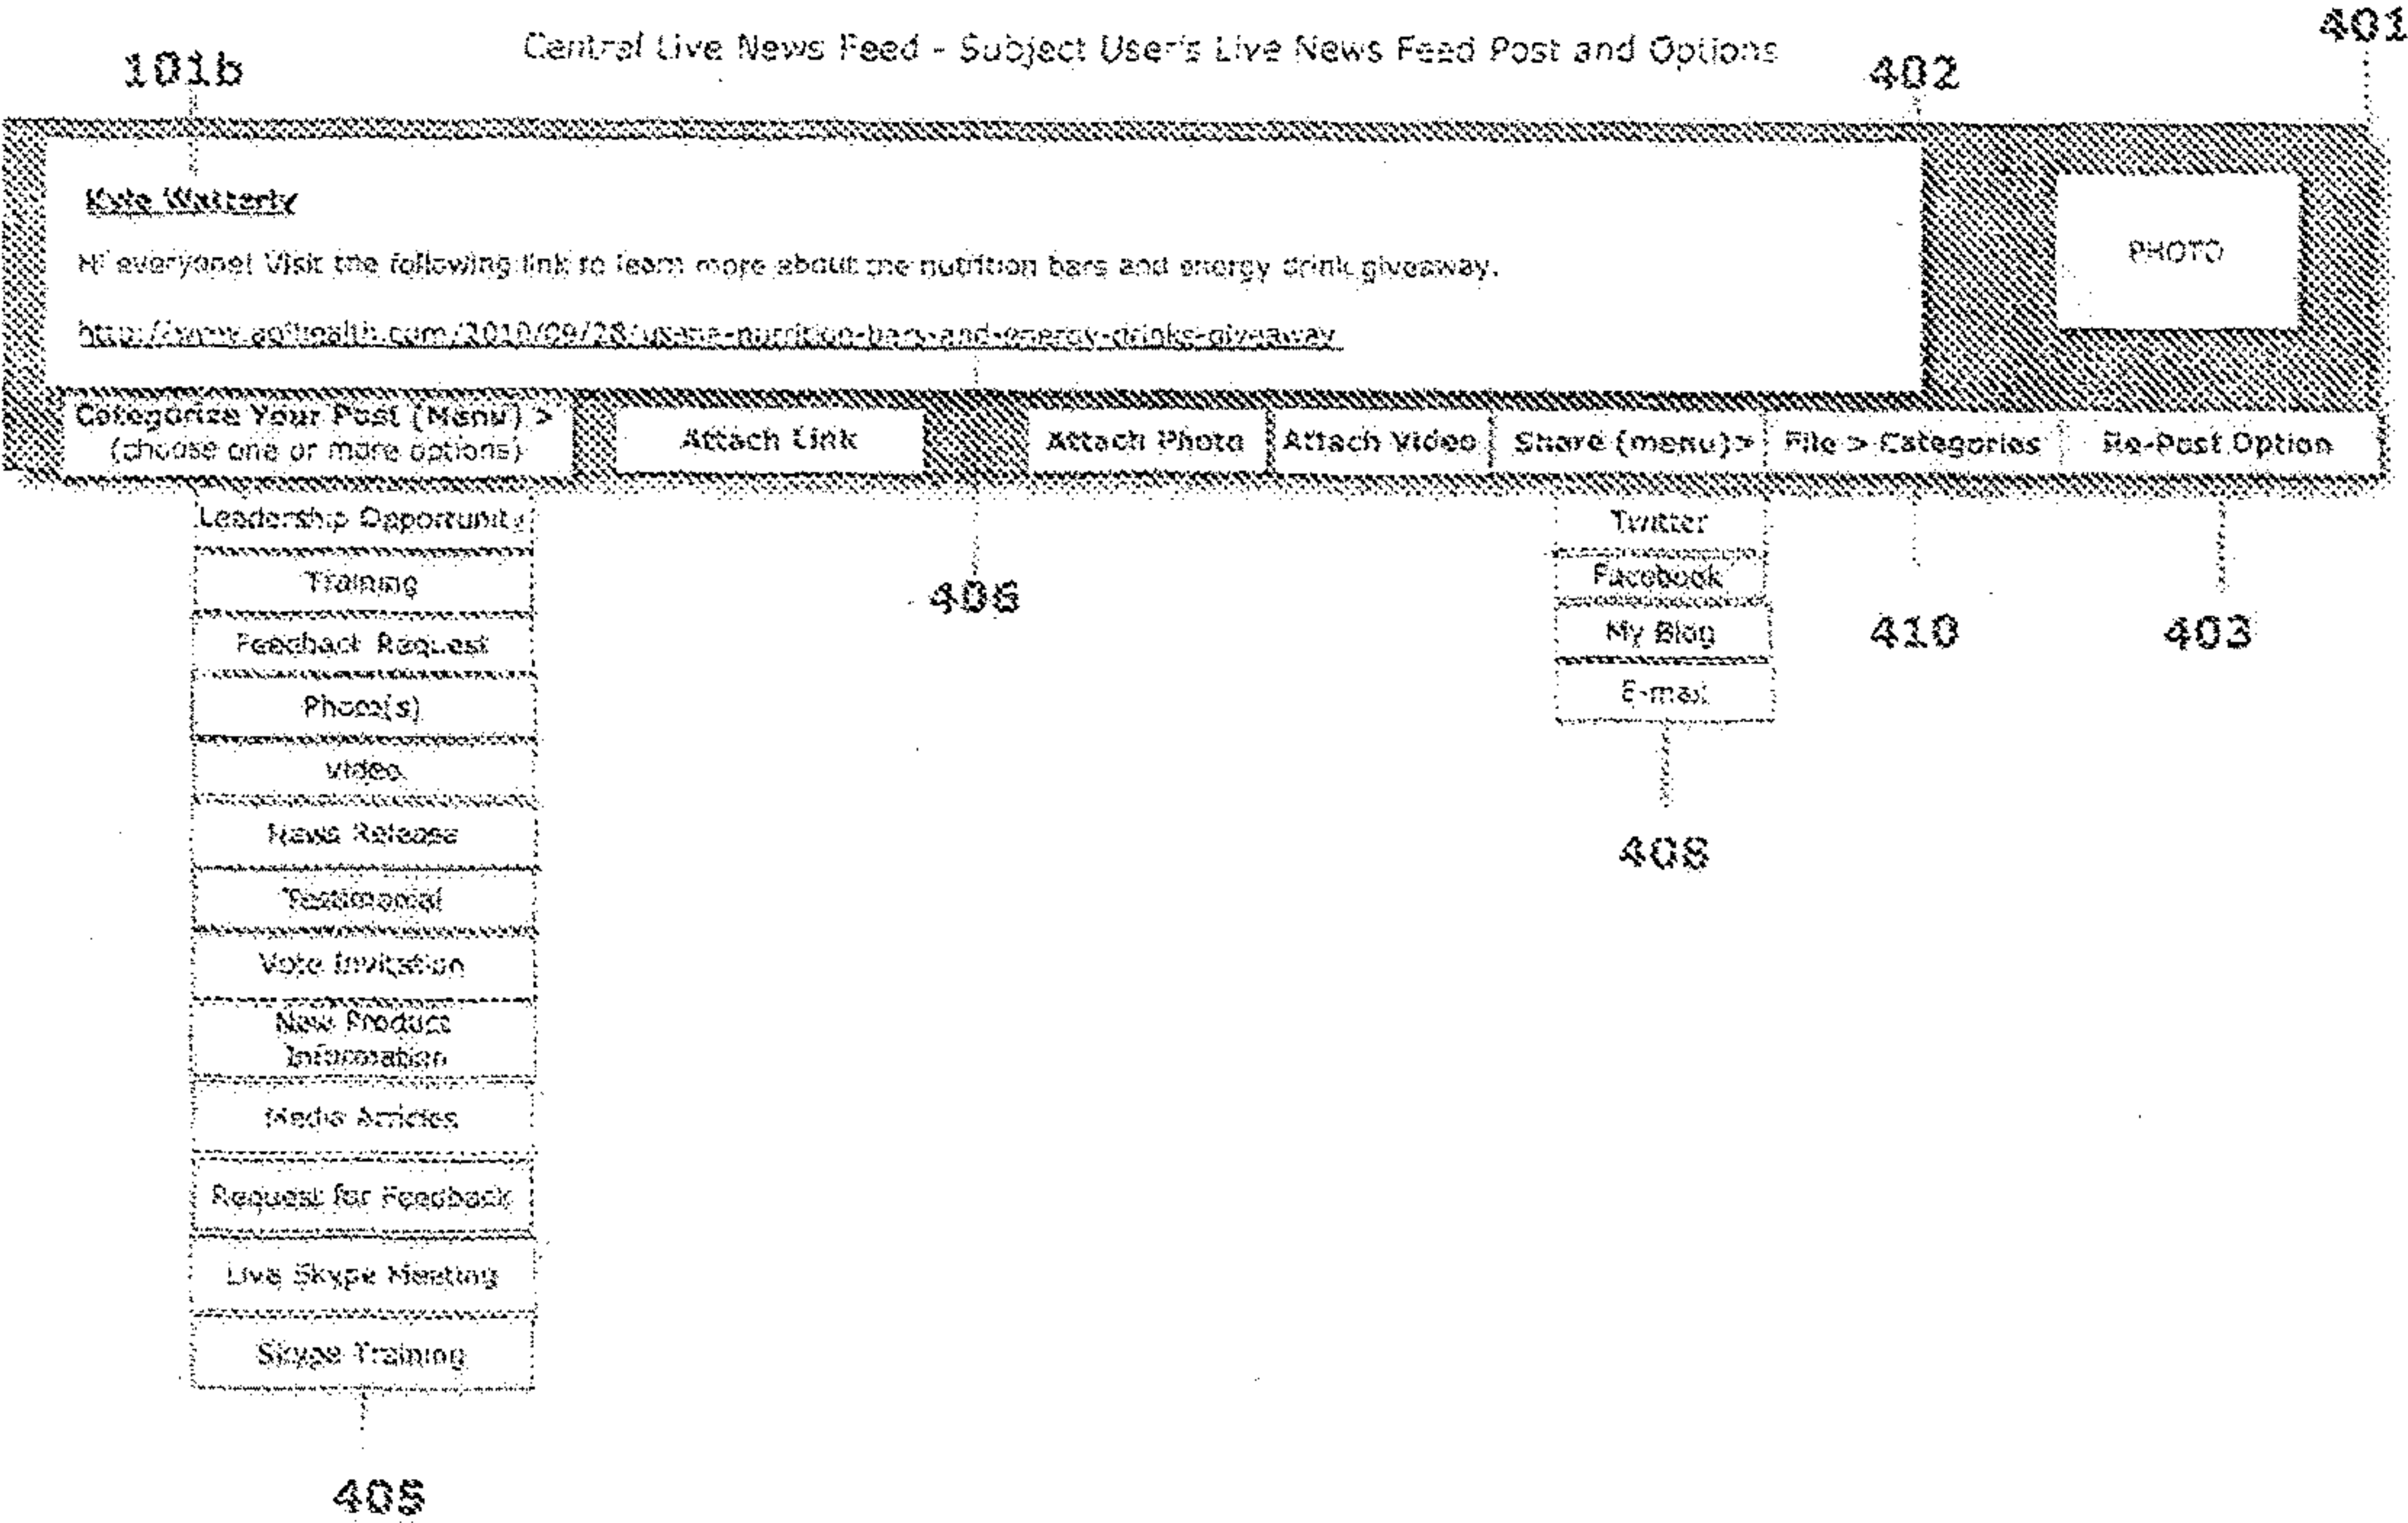 Central Live News Feed - Subject User's Live News Feed Post and Options
401
101b
402
Kyle Watterly
Hi everyone! Visit the following link to learn more about the nutrition bars and energy drink giveaway.
PHOTO
Categorize Your Post (Menu) >
(choose one or more options)
Attach Link
Attach Photo
Attach Video
Share (menu)>
File > Categories
Re-Post Option
Leadership Opportunity
Training
Feedback Request
Photo(s)
Video
News Release
Testimonial
Vote Invitation
New Product
Information
Media Articles
Request for Feedback
Live Skype Meeting
Skype Training
Twitter
Facebook
My Blog
E-mail
406
410
403
408
405